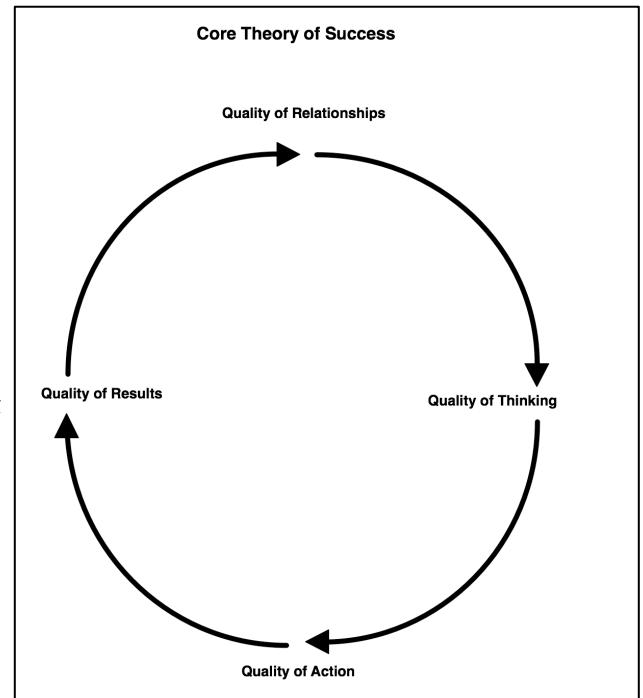 Core Theory of Success
Quality of Relationships
Quality of Thinking
Quality of Action
Quality of Results